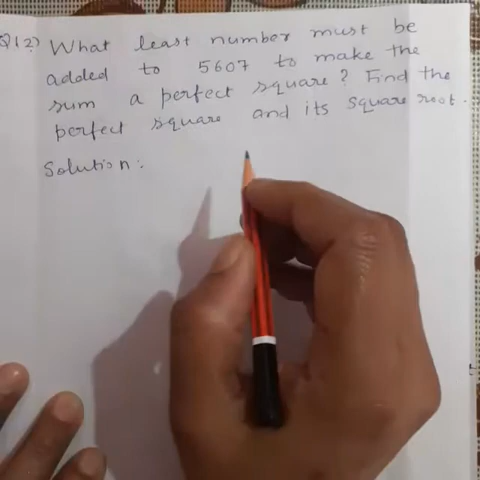 Q12) What least number must be
added to 5607 to make the
sum a perfect square? Find the
perfect square and its square root.
Solution: